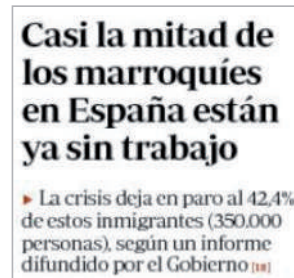 Casi la mitad de
los marroquíes
en España están
ya sin trabajo
▸ La crisis deja en paro al 42,4%
de estos inmigrantes (350.000
personas), según un informe
difundido por el Gobierno [18]